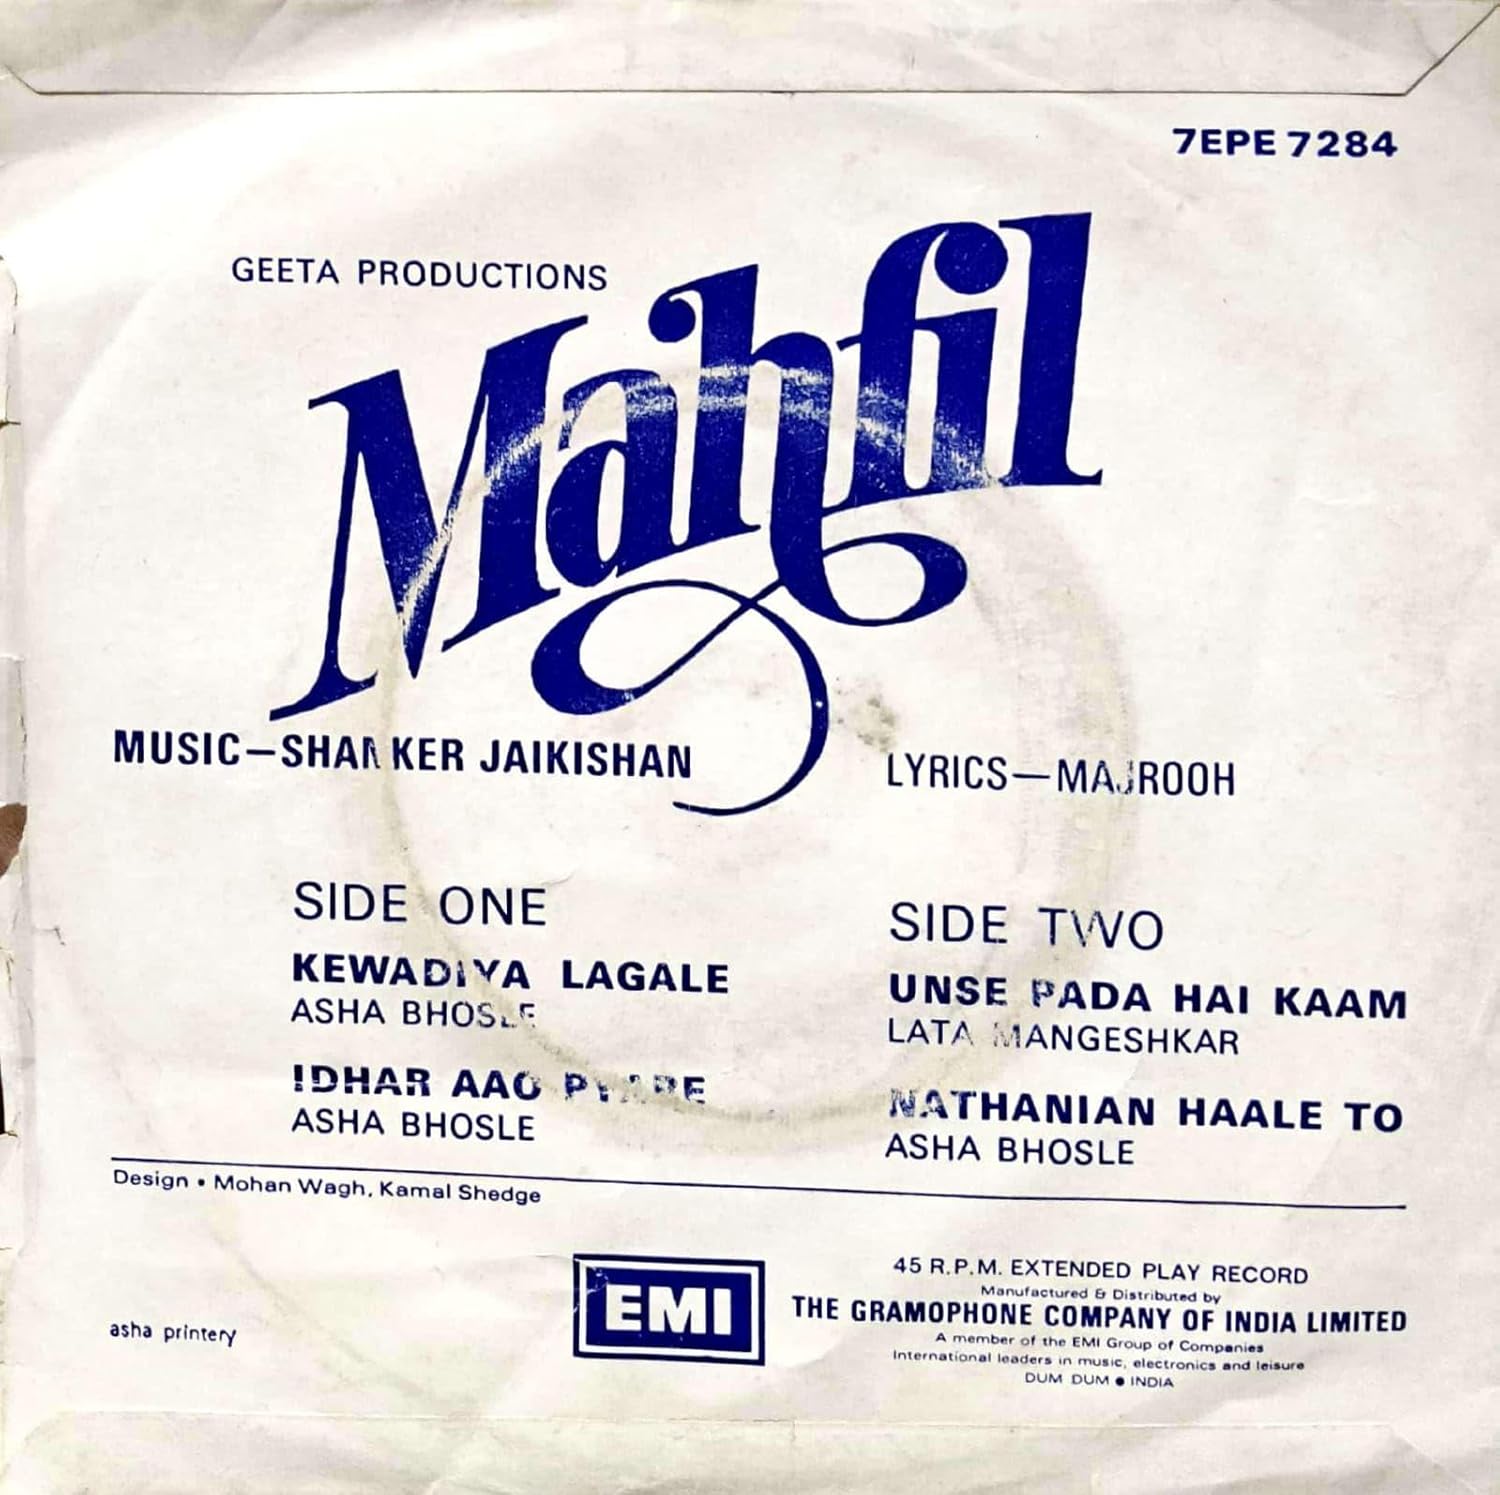 7EPE 7284
GEETA PRODUCTIONS
Mahfil
MUSIC—SHANKER JAIKISHAN
LYRICS—MAJROOH
SIDE ONE
KEWADIYA LAGALE
ASHA BHOSLE
IDHAR AAO PYARE
ASHA BHOSLE
SIDE TWO
UNSE PADA HAI KAAM
LATA MANGESHKAR
NATHANIAN HAALE TO
ASHA BHOSLE
Design • Mohan Wagh, Kamal Shedge
asha printery
EMI
45 R.P.M. EXTENDED PLAY RECORD
Manufactured & Distributed by
THE GRAMOPHONE COMPANY OF INDIA LIMITED
A member of the EMI Group of Companies
International leaders in music, electronics and leisure
DUM DUM ● INDIA